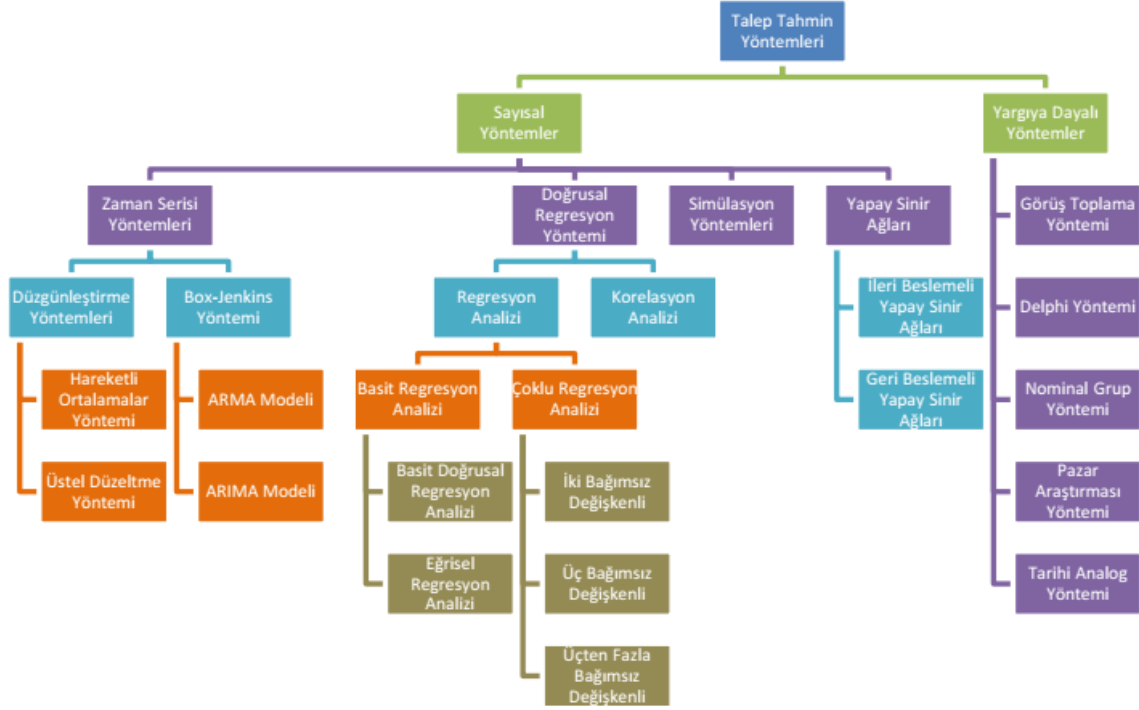 Talep Tahmin
Yöntemleri
Sayısal
Yöntemler
Yargıya Dayalı
Yöntemler
Zaman Serisi
Yöntemleri
Doğrusal
Regresyon
Yöntemi
Simülasyon
Yöntemleri
Yapay Sinir
Ağları
Görüş Toplama
Yöntemi
Düzgünleştirme
Yöntemleri
Box-Jenkins
Yöntemi
Regresyon
Analizi
Korelasyon
Analizi
İleri Beslemeli
Yapay Sinir
Ağları
Delphi Yöntemi
Hareketli
Ortalamalar
Yöntemi
ARMA Modeli
Basit Regresyon
Analizi
Çoklu Regresyon
Analizi
Geri Beslemeli
Yapay Sinir
Ağları
Nominal Grup
Yöntemi
Üstel Düzeltme
Yöntemi
ARIMA Modeli
Basit Doğrusal
Regresyon
Analizi
İki Bağımsız
Değişkenli
Pazar
Araştırması
Yöntemi
Eğrisel
Regresyon
Analizi
Üç Bağımsız
Değişkenli
Tarihi Analog
Yöntemi
Üçten Fazla
Bağımsız
Değişkenli